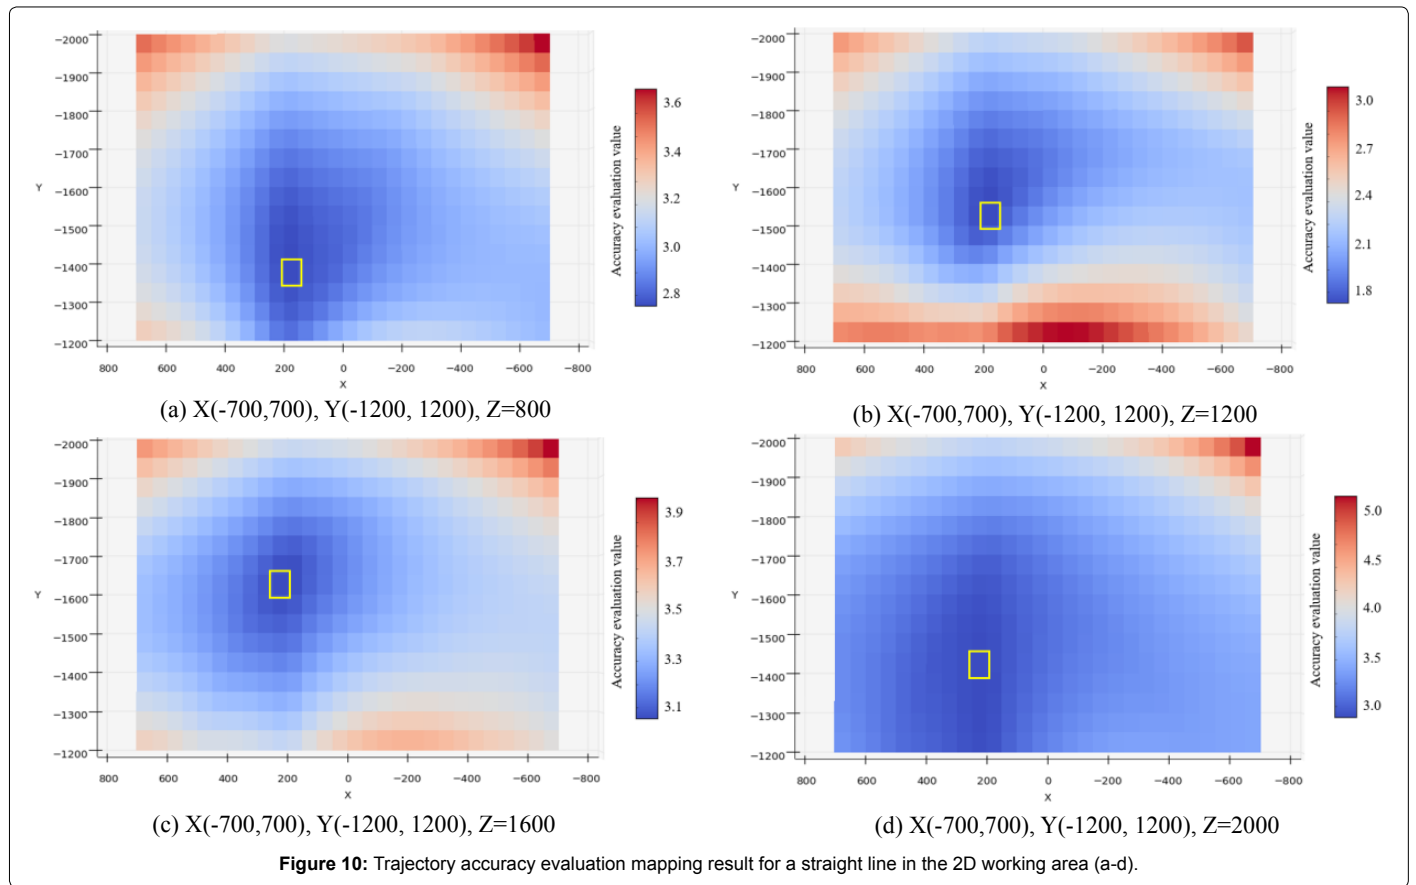 −2000
−1900
−1800
−1700
Y −1600
−1500
−1400
−1300
−1200
800 600 400 200 0 −200 −400 −600 −800
X
3.6
3.4
3.2
3.0
2.8
Accuracy evaluation value
(a) X(-700,700), Y(-1200, 1200), Z=800
−2000
−1900
−1800
−1700
Y −1600
−1500
−1400
−1300
−1200
800 600 400 200 0 −200 −400 −600 −800
X
3.0
2.7
2.4
2.1
1.8
Accuracy evaluation value
(b) X(-700,700), Y(-1200, 1200), Z=1200
−2000
−1900
−1800
−1700
Y −1600
−1500
−1400
−1300
−1200
800 600 400 200 0 −200 −400 −600 −800
X
3.9
3.7
3.5
3.3
3.1
Accuracy evaluation value
(c) X(-700,700), Y(-1200, 1200), Z=1600
−2000
−1900
−1800
−1700
Y −1600
−1500
−1400
−1300
−1200
800 600 400 200 0 −200 −400 −600 −800
X
5.0
4.5
4.0
3.5
3.0
Accuracy evaluation value
(d) X(-700,700), Y(-1200, 1200), Z=2000
Figure 10: Trajectory accuracy evaluation mapping result for a straight line in the 2D working area (a-d).